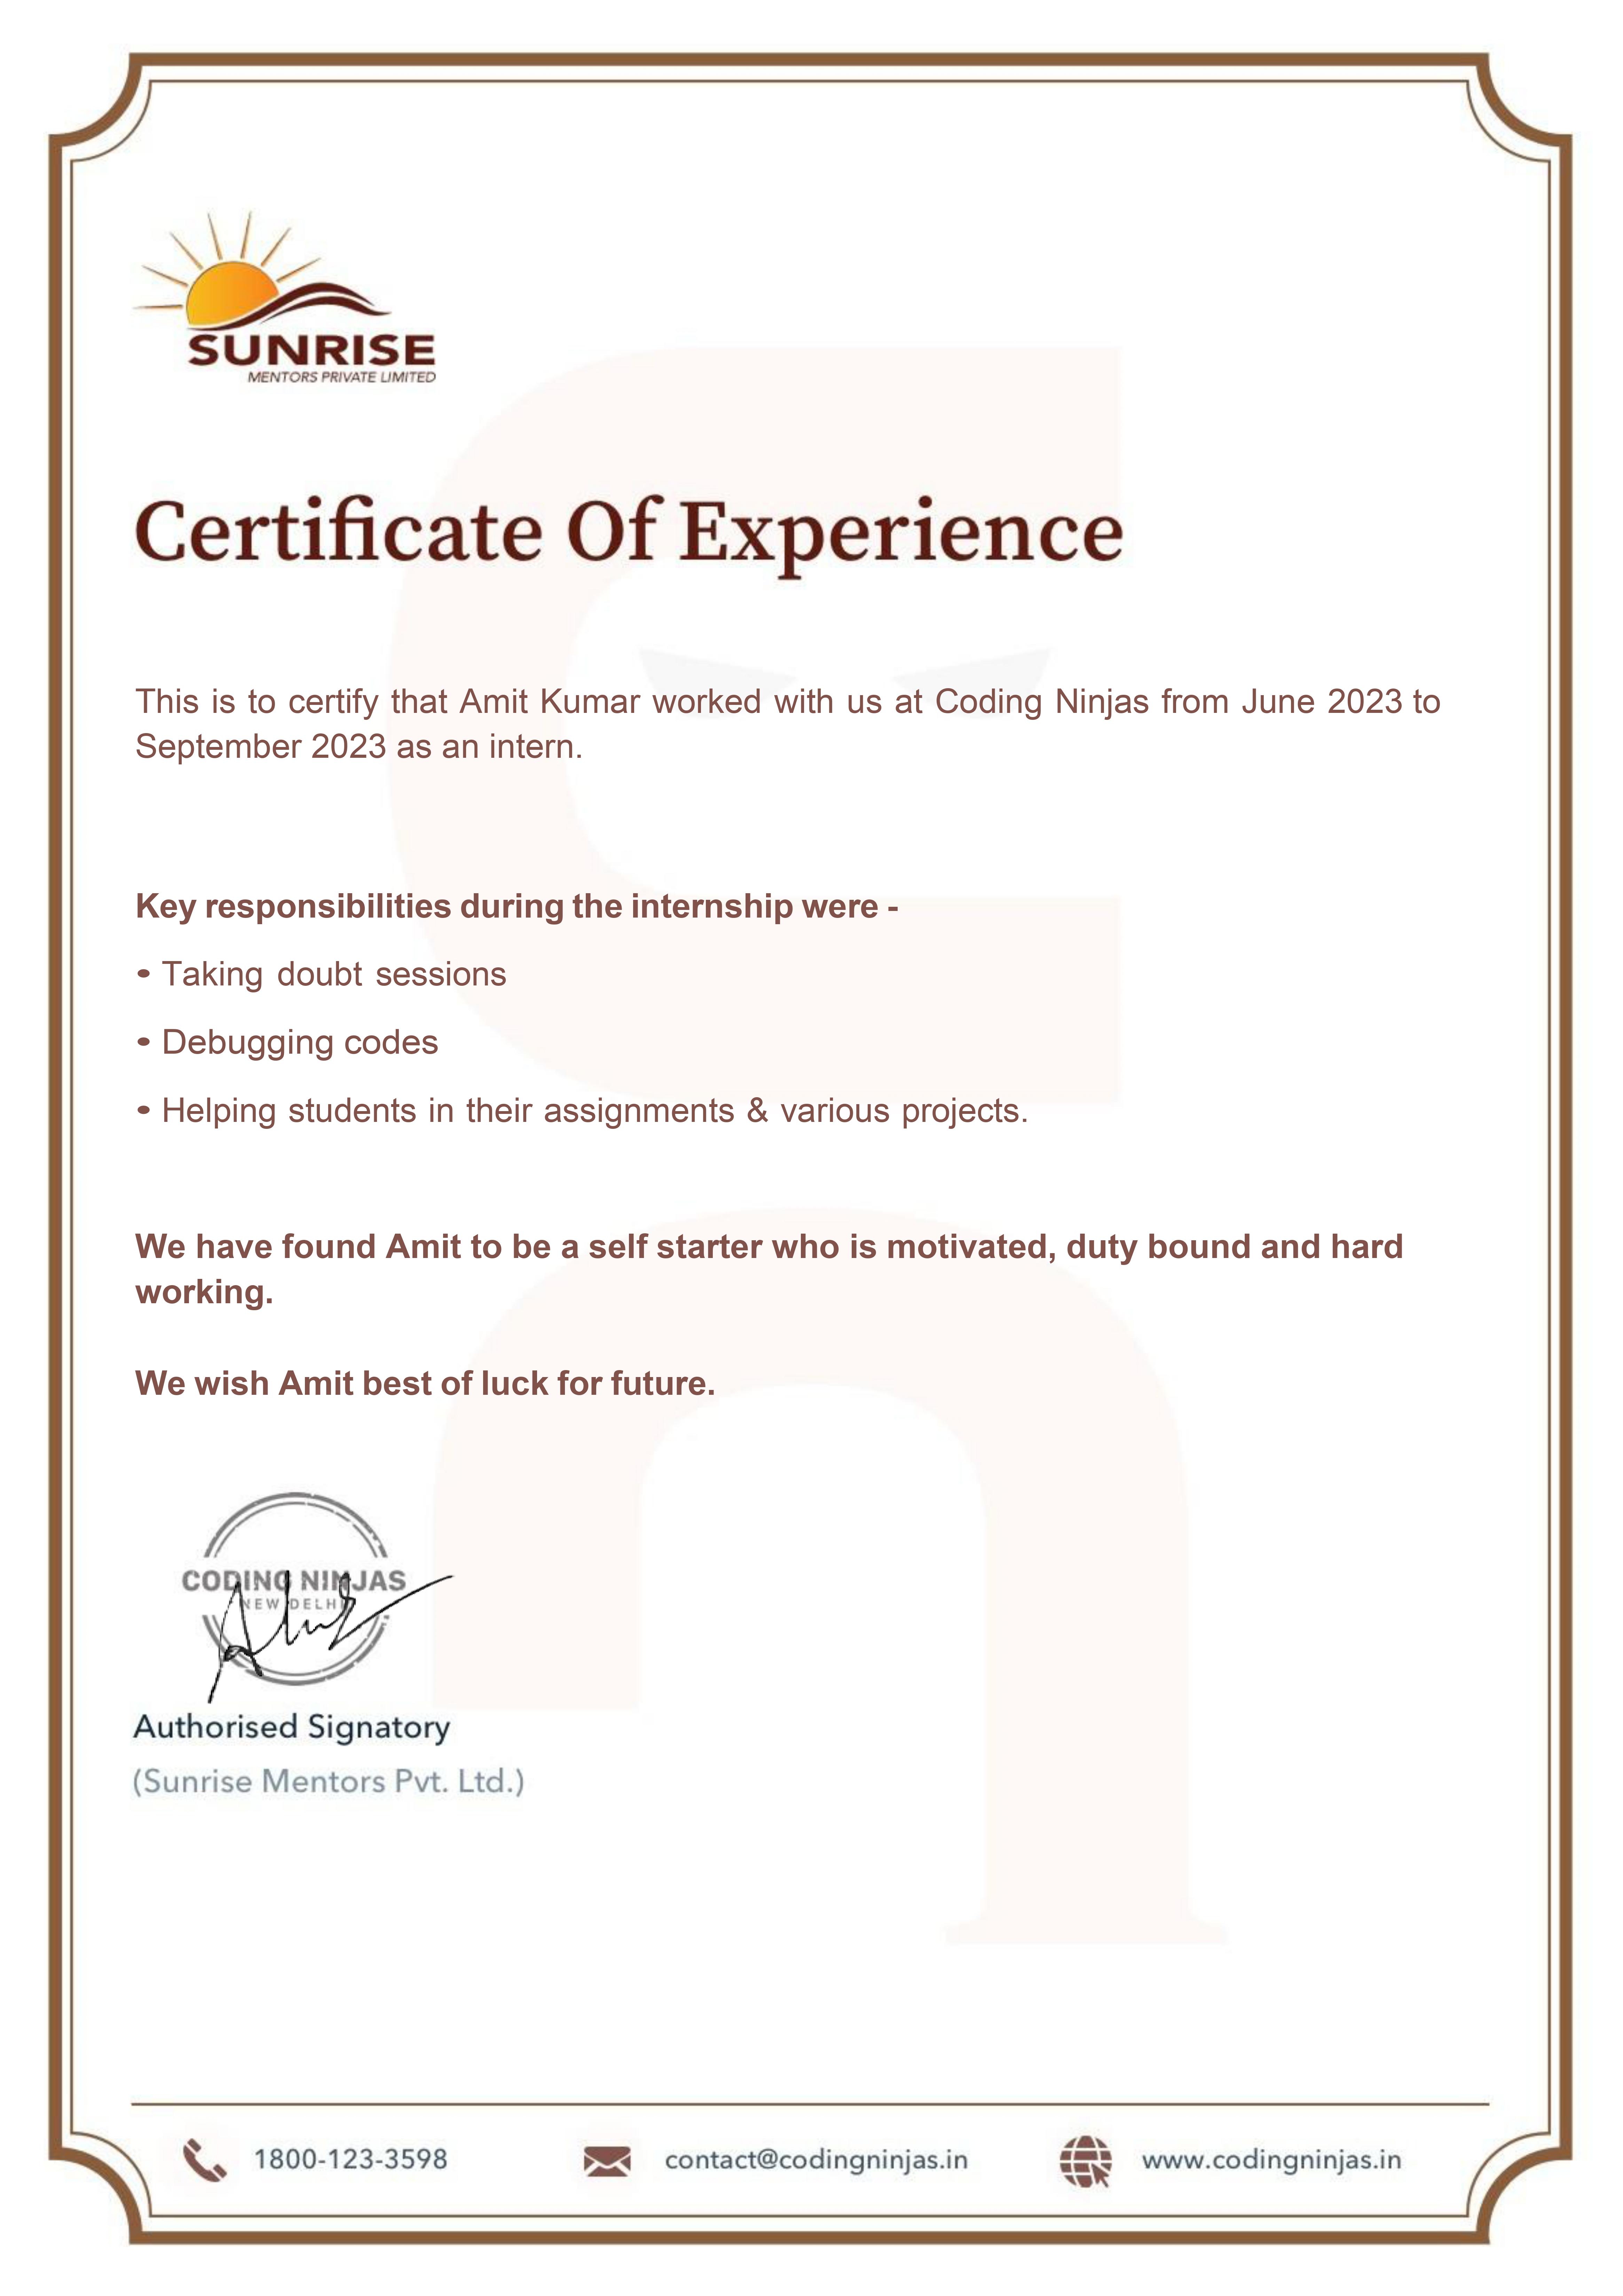 SUNRISE
MENTORS PRIVATE LIMITED
Certificate Of Experience
This is to certify that Amit Kumar worked with us at Coding Ninjas from June 2023 to
September 2023 as an intern.
Key responsibilities during the internship were -
• Taking doubt sessions
• Debugging codes
• Helping students in their assignments & various projects.
We have found Amit to be a self starter who is motivated, duty bound and hard
working.
We wish Amit best of luck for future.
CODING NINJAS
NEW DELHI
Authorised Signatory
(Sunrise Mentors Pvt. Ltd.)
1800-123-3598
contact@codingninjas.in
www.codingninjas.in